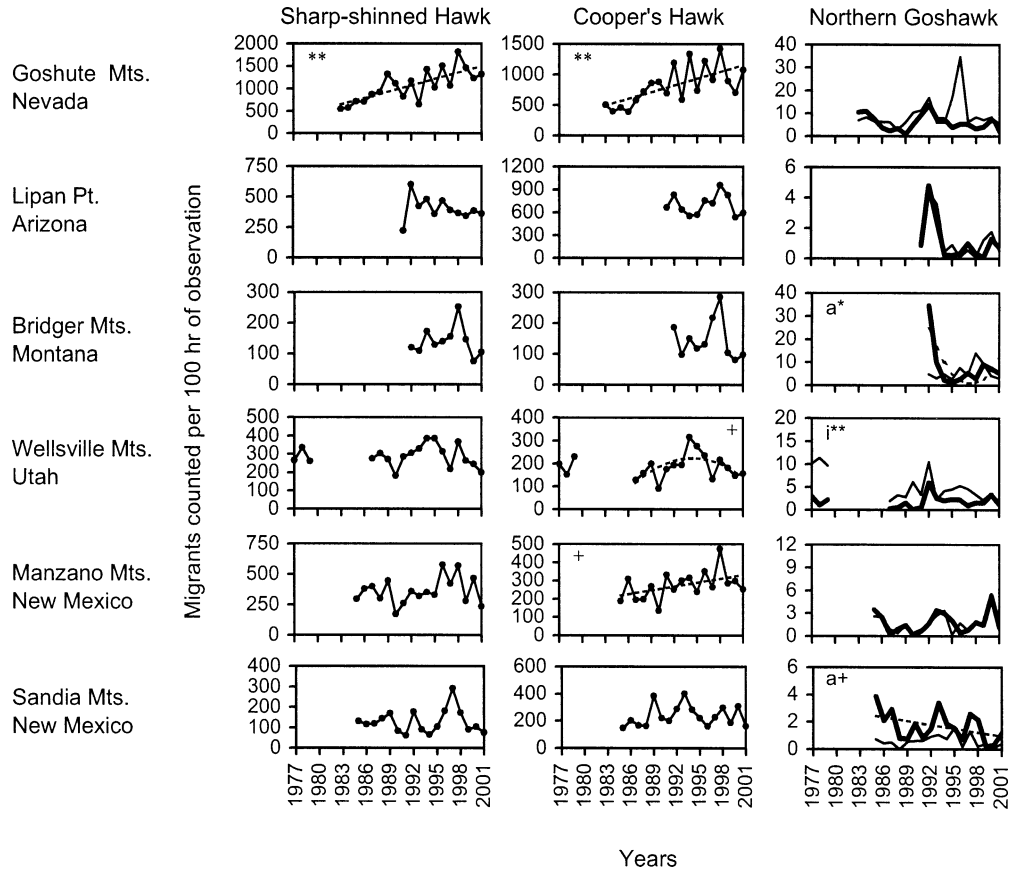 Sharp-shinned Hawk Cooper's Hawk Northern Goshawk
Goshute Mts.
Nevada
2000 1500 1000 500 0
**
1500 1000 500 0
**
40 30 20 10 0
Lipan Pt.
Arizona
750 500 250 0
1200 900 600 300 0
6 4 2 0
Migrants counted per 100 hr of observation
Bridger Mts.
Montana
300 200 100 0
300 200 100 0
40 30 20 10 0
a*
Wellsville Mts.
Utah
500 400 300 200 100 0
400 300 200 100 0
+
20 15 10 5 0
i**
Manzano Mts.
New Mexico
750 500 250 0
500 400 300 200 100 0
+
12 9 6 3 0
Sandia Mts.
New Mexico
400 300 200 100 0
600 400 200 0
6 4 2 0
a+
1977 1980 1983 1986 1989 1992 1995 1998 2001
1977 1980 1983 1986 1989 1992 1995 1998 2001
1977 1980 1983 1986 1989 1992 1995 1998 2001
Years